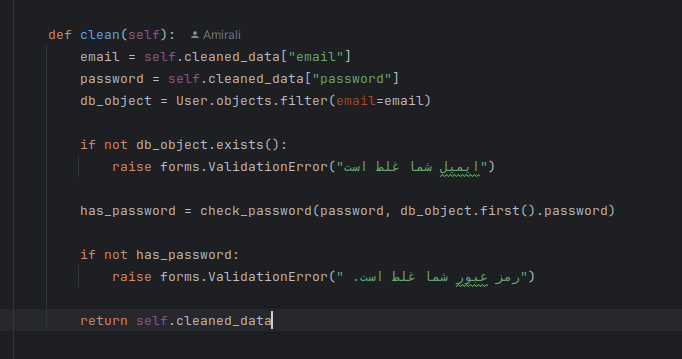 def clean(self): Amirali
email = self.cleaned_data["email"]
password = self.cleaned_data["password"]
db_object = User.objects.filter(email=email)
if not db_object.exists():
raise forms.ValidationError("ایمیل شما غلط است")
has_password = check_password(password, db_object.first().password)
if not has_password:
raise forms.ValidationError("رمز عبور شما غلط است. ")
return self.cleaned_data